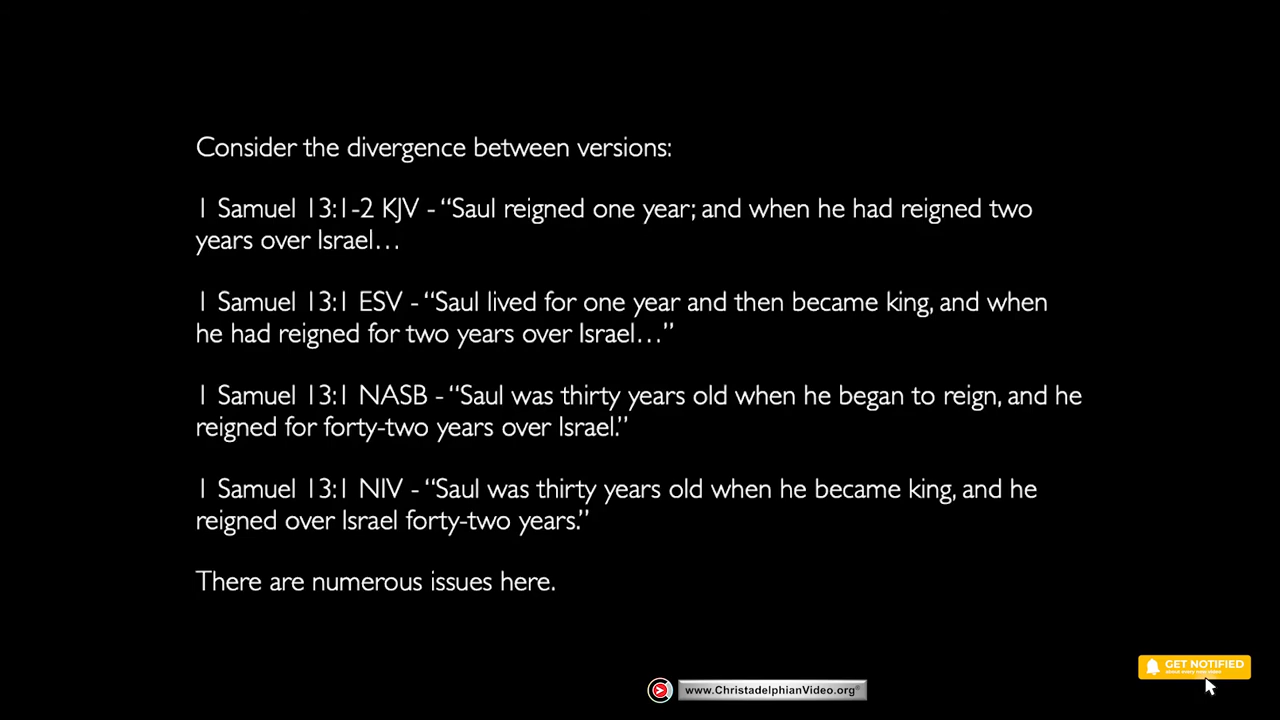 Consider the divergence between versions:
1 Samuel 13:1-2 KJV - “Saul reigned one year; and when he had reigned two
years over Israel…
1 Samuel 13:1 ESV - “Saul lived for one year and then became king, and when
he had reigned for two years over Israel…”
1 Samuel 13:1 NASB - “Saul was thirty years old when he began to reign, and he
reigned for forty-two years over Israel.”
1 Samuel 13:1 NIV - “Saul was thirty years old when he became king, and he
reigned over Israel forty-two years.”
There are numerous issues here.
GET NOTIFIED
about every new video
www.ChristadelphianVideo.org®